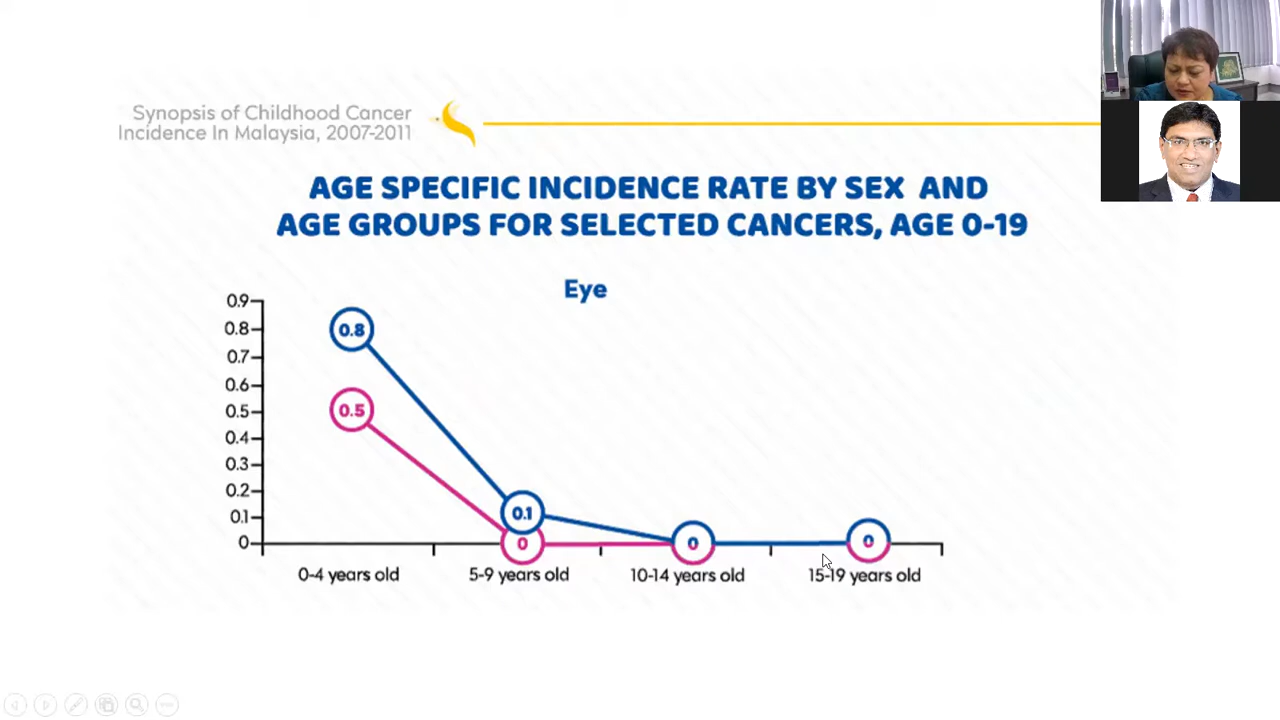 Synopsis of Childhood Cancer
Incidence In Malaysia, 2007-2011
AGE SPECIFIC INCIDENCE RATE BY SEX AND
AGE GROUPS FOR SELECTED CANCERS, AGE 0-19
Eye
0.9
0.8
0.7
0.6
0.5
0.4
0.3
0.2
0.1
0
0.8
0.5
0.1
0
0
0
0-4 years old
5-9 years old
10-14 years old
15-19 years old